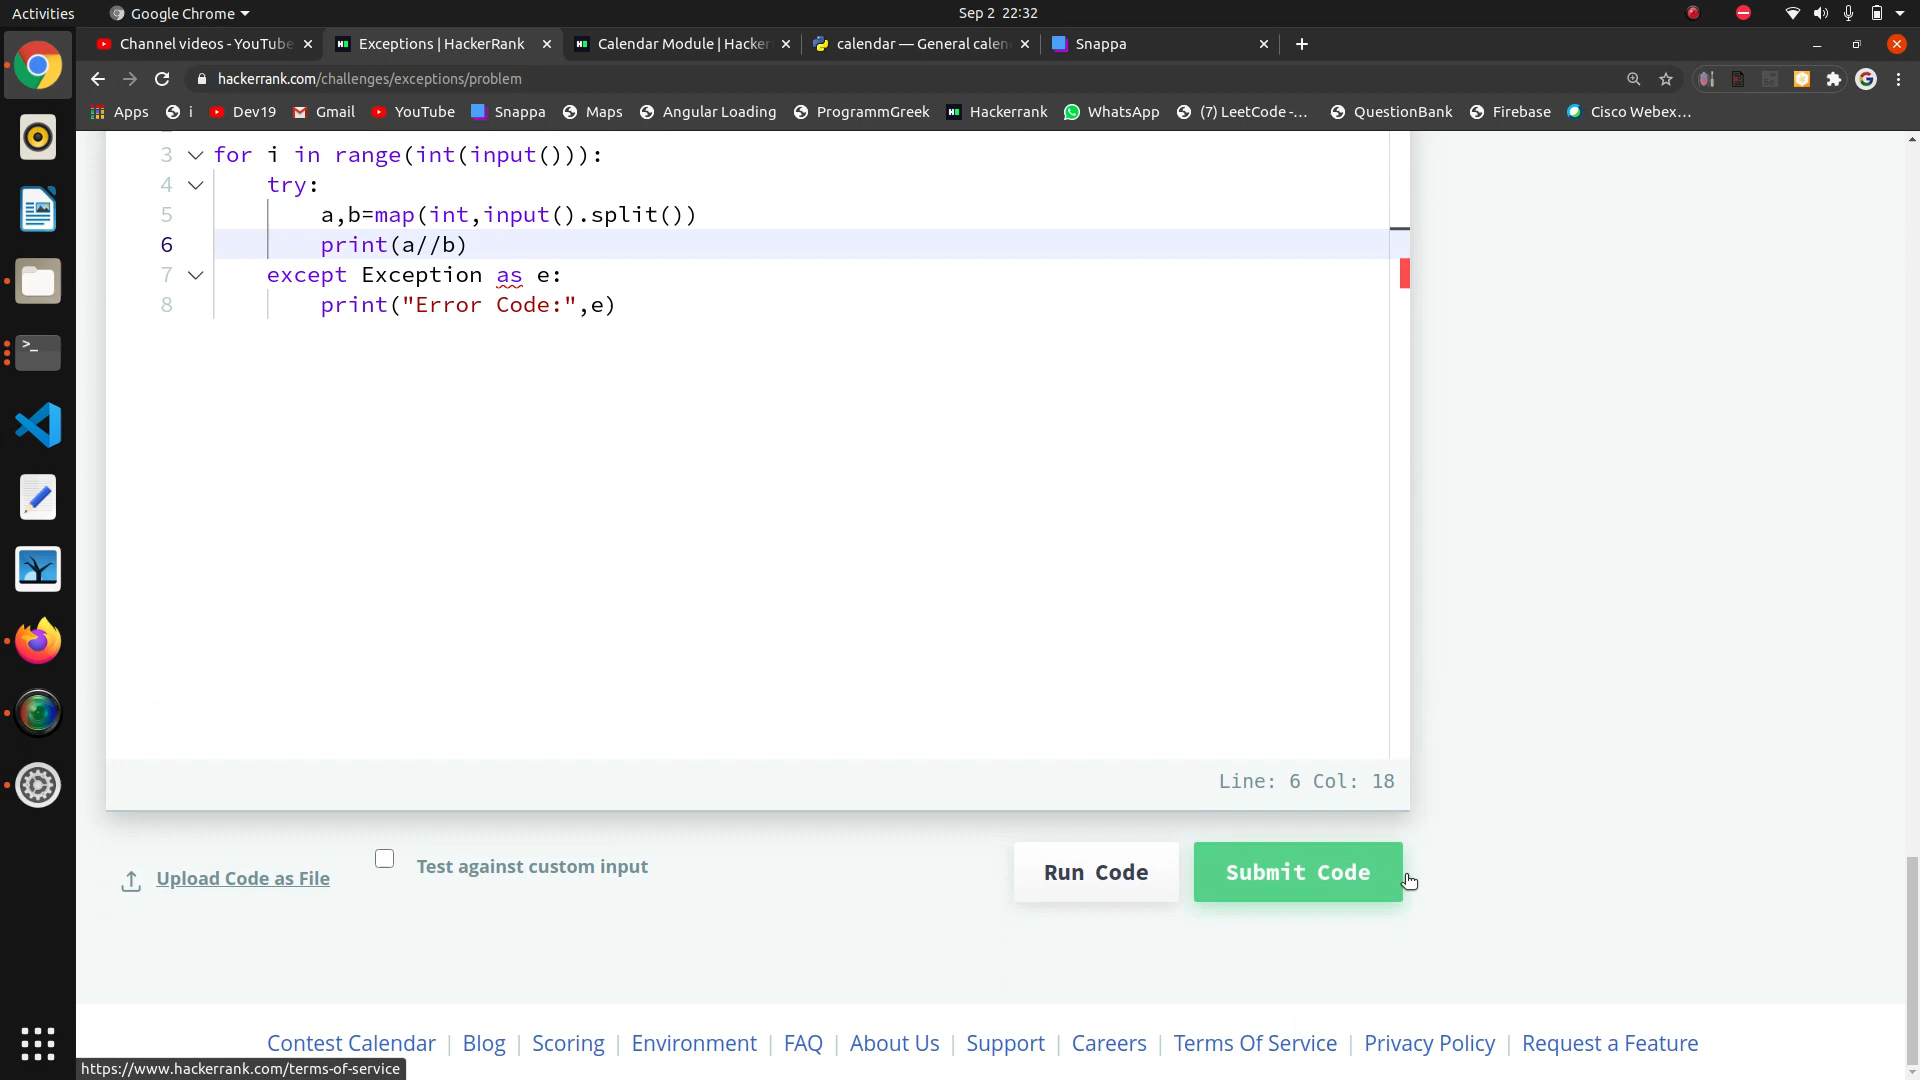 Activities
Google Chrome
Sep 2 22:32
Channel videos - YouTube
Exceptions | HackerRank
Calendar Module | Hacker
calendar — General calen
Snappa
hackerrank.com/challenges/exceptions/problem
Apps
i
Dev19
Gmail
YouTube
Snappa
Maps
Angular Loading
ProgrammGreek
Hackerrank
WhatsApp
(7) LeetCode -...
QuestionBank
Firebase
Cisco Webex...
3 for i in range(int(input())):
4 try:
5 a,b=map(int,input().split())
6 print(a//b)
7 except Exception as e:
8 print("Error Code:",e)
Line: 6 Col: 18
Upload Code as File
Test against custom input
Run Code
Submit Code
Contest Calendar | Blog | Scoring | Environment | FAQ | About Us | Support | Careers | Terms Of Service | Privacy Policy | Request a Feature
https://www.hackerrank.com/terms-of-service